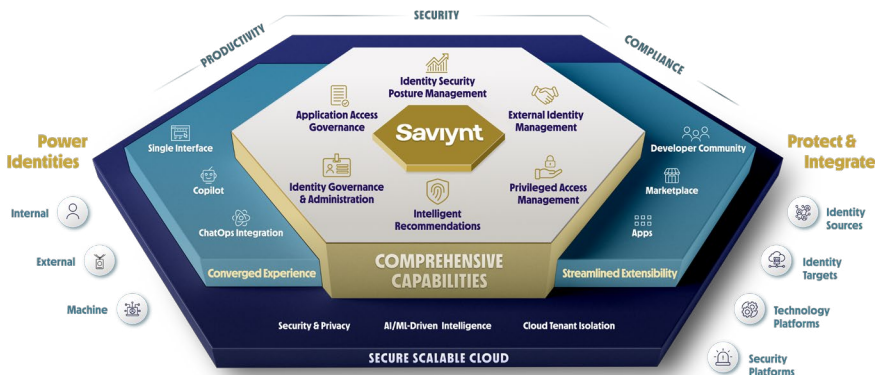 SECURITY
PRODUCTIVITY
COMPLIANCE
Identity Security
Posture Management
Application Access
Governance
External Identity
Management
Saviynt
Identity Governance
& Administration
Privileged Access
Management
Intelligent
Recommendations
COMPREHENSIVE
CAPABILITIES
Single Interface
Copilot
ChatOps Integration
Converged Experience
Developer Community
Marketplace
Apps
Streamlined Extensibility
Power
Identities
Internal
External
Machine
Protect &
Integrate
Identity
Sources
Identity
Targets
Technology
Platforms
Security
Platforms
Security & Privacy
AI/ML-Driven Intelligence
Cloud Tenant Isolation
SECURE SCALABLE CLOUD